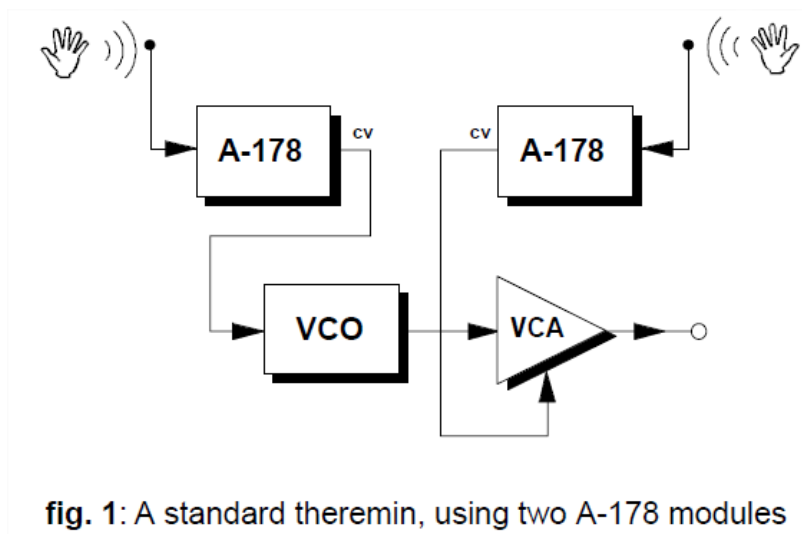 A-178
cv
cv
A-178
VCO
VCA
fig. 1: A standard theremin, using two A-178 modules